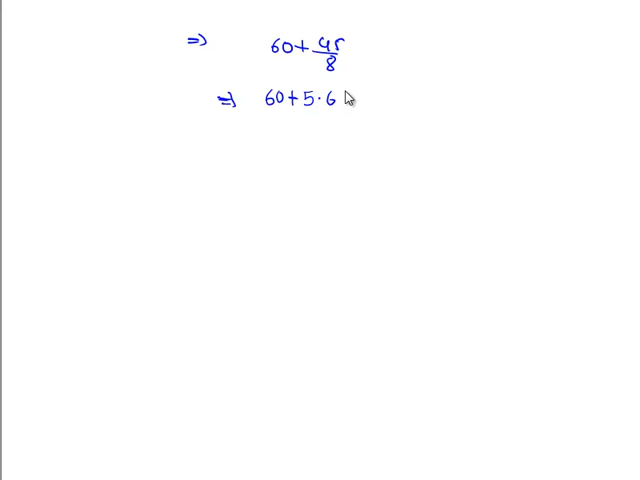 ⇒ 60 + 45/8
⇒ 60 + 5.6